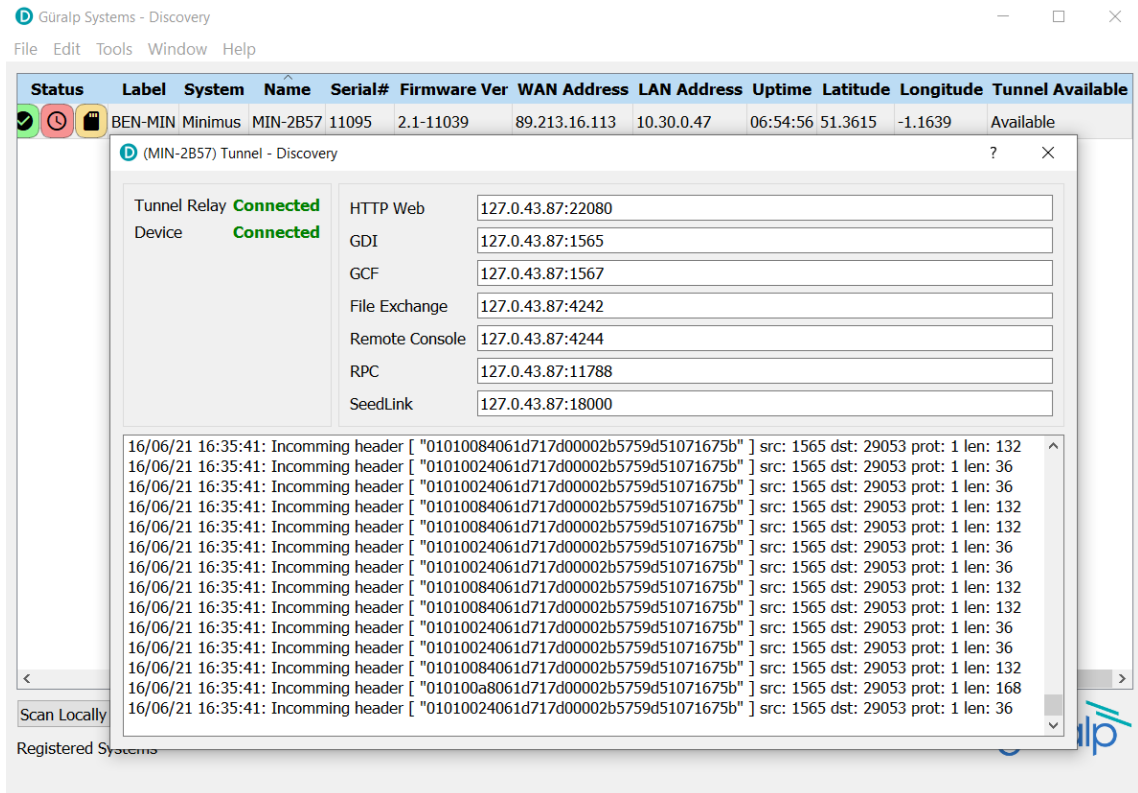 Güralp Systems - Discovery
File Edit Tools Window Help
Status Label System Name Serial# Firmware Ver WAN Address LAN Address Uptime Latitude Longitude Tunnel Available
BEN-MIN Minimus MIN-2B57 11095 2.1-11039 89.213.16.113 10.30.0.47 06:54:56 51.3615 -1.1639 Available
(MIN-2B57) Tunnel - Discovery ?
Tunnel Relay Connected
Device Connected
HTTP Web 127.0.43.87:22080
GDI 127.0.43.87:1565
GCF 127.0.43.87:1567
File Exchange 127.0.43.87:4242
Remote Console 127.0.43.87:4244
RPC 127.0.43.87:11788
SeedLink 127.0.43.87:18000
16/06/21 16:35:41: Incomming header [ "01010084061d717d00002b5759d51071675b" ] src: 1565 dst: 29053 prot: 1 len: 132
16/06/21 16:35:41: Incomming header [ "01010024061d717d00002b5759d51071675b" ] src: 1565 dst: 29053 prot: 1 len: 36
16/06/21 16:35:41: Incomming header [ "01010024061d717d00002b5759d51071675b" ] src: 1565 dst: 29053 prot: 1 len: 36
16/06/21 16:35:41: Incomming header [ "01010084061d717d00002b5759d51071675b" ] src: 1565 dst: 29053 prot: 1 len: 132
16/06/21 16:35:41: Incomming header [ "01010084061d717d00002b5759d51071675b" ] src: 1565 dst: 29053 prot: 1 len: 132
16/06/21 16:35:41: Incomming header [ "01010024061d717d00002b5759d51071675b" ] src: 1565 dst: 29053 prot: 1 len: 36
16/06/21 16:35:41: Incomming header [ "01010024061d717d00002b5759d51071675b" ] src: 1565 dst: 29053 prot: 1 len: 36
16/06/21 16:35:41: Incomming header [ "01010084061d717d00002b5759d51071675b" ] src: 1565 dst: 29053 prot: 1 len: 132
16/06/21 16:35:41: Incomming header [ "01010084061d717d00002b5759d51071675b" ] src: 1565 dst: 29053 prot: 1 len: 132
16/06/21 16:35:41: Incomming header [ "01010024061d717d00002b5759d51071675b" ] src: 1565 dst: 29053 prot: 1 len: 36
16/06/21 16:35:41: Incomming header [ "01010024061d717d00002b5759d51071675b" ] src: 1565 dst: 29053 prot: 1 len: 36
16/06/21 16:35:41: Incomming header [ "01010084061d717d00002b5759d51071675b" ] src: 1565 dst: 29053 prot: 1 len: 132
16/06/21 16:35:41: Incomming header [ "010100a8061d717d00002b5759d51071675b" ] src: 1565 dst: 29053 prot: 1 len: 168
16/06/21 16:35:41: Incomming header [ "01010024061d717d00002b5759d51071675b" ] src: 1565 dst: 29053 prot: 1 len: 36
Scan Locally
Registered Systems